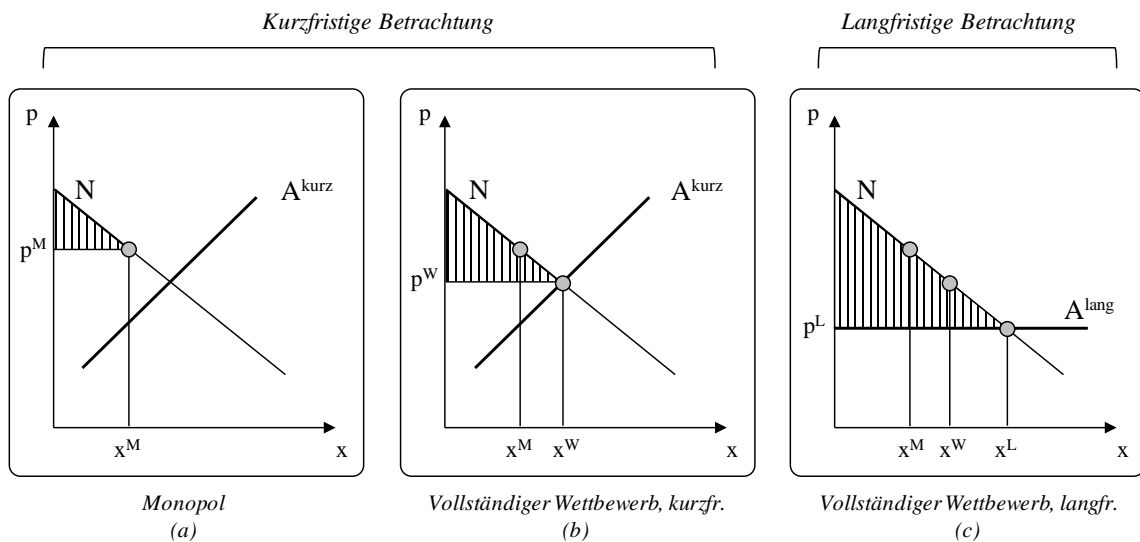 Kurzfristige Betrachtung
Langfristige Betrachtung
p
N
A^kurz
p^M
x^M
x
p
N
A^kurz
p^W
x^M
x^W
x
p
N
A^lang
p^L
x^M
x^W
x^L
x
Monopol
(a)
Vollständiger Wettbewerb, kurzfr.
(b)
Vollständiger Wettbewerb, langfr.
(c)